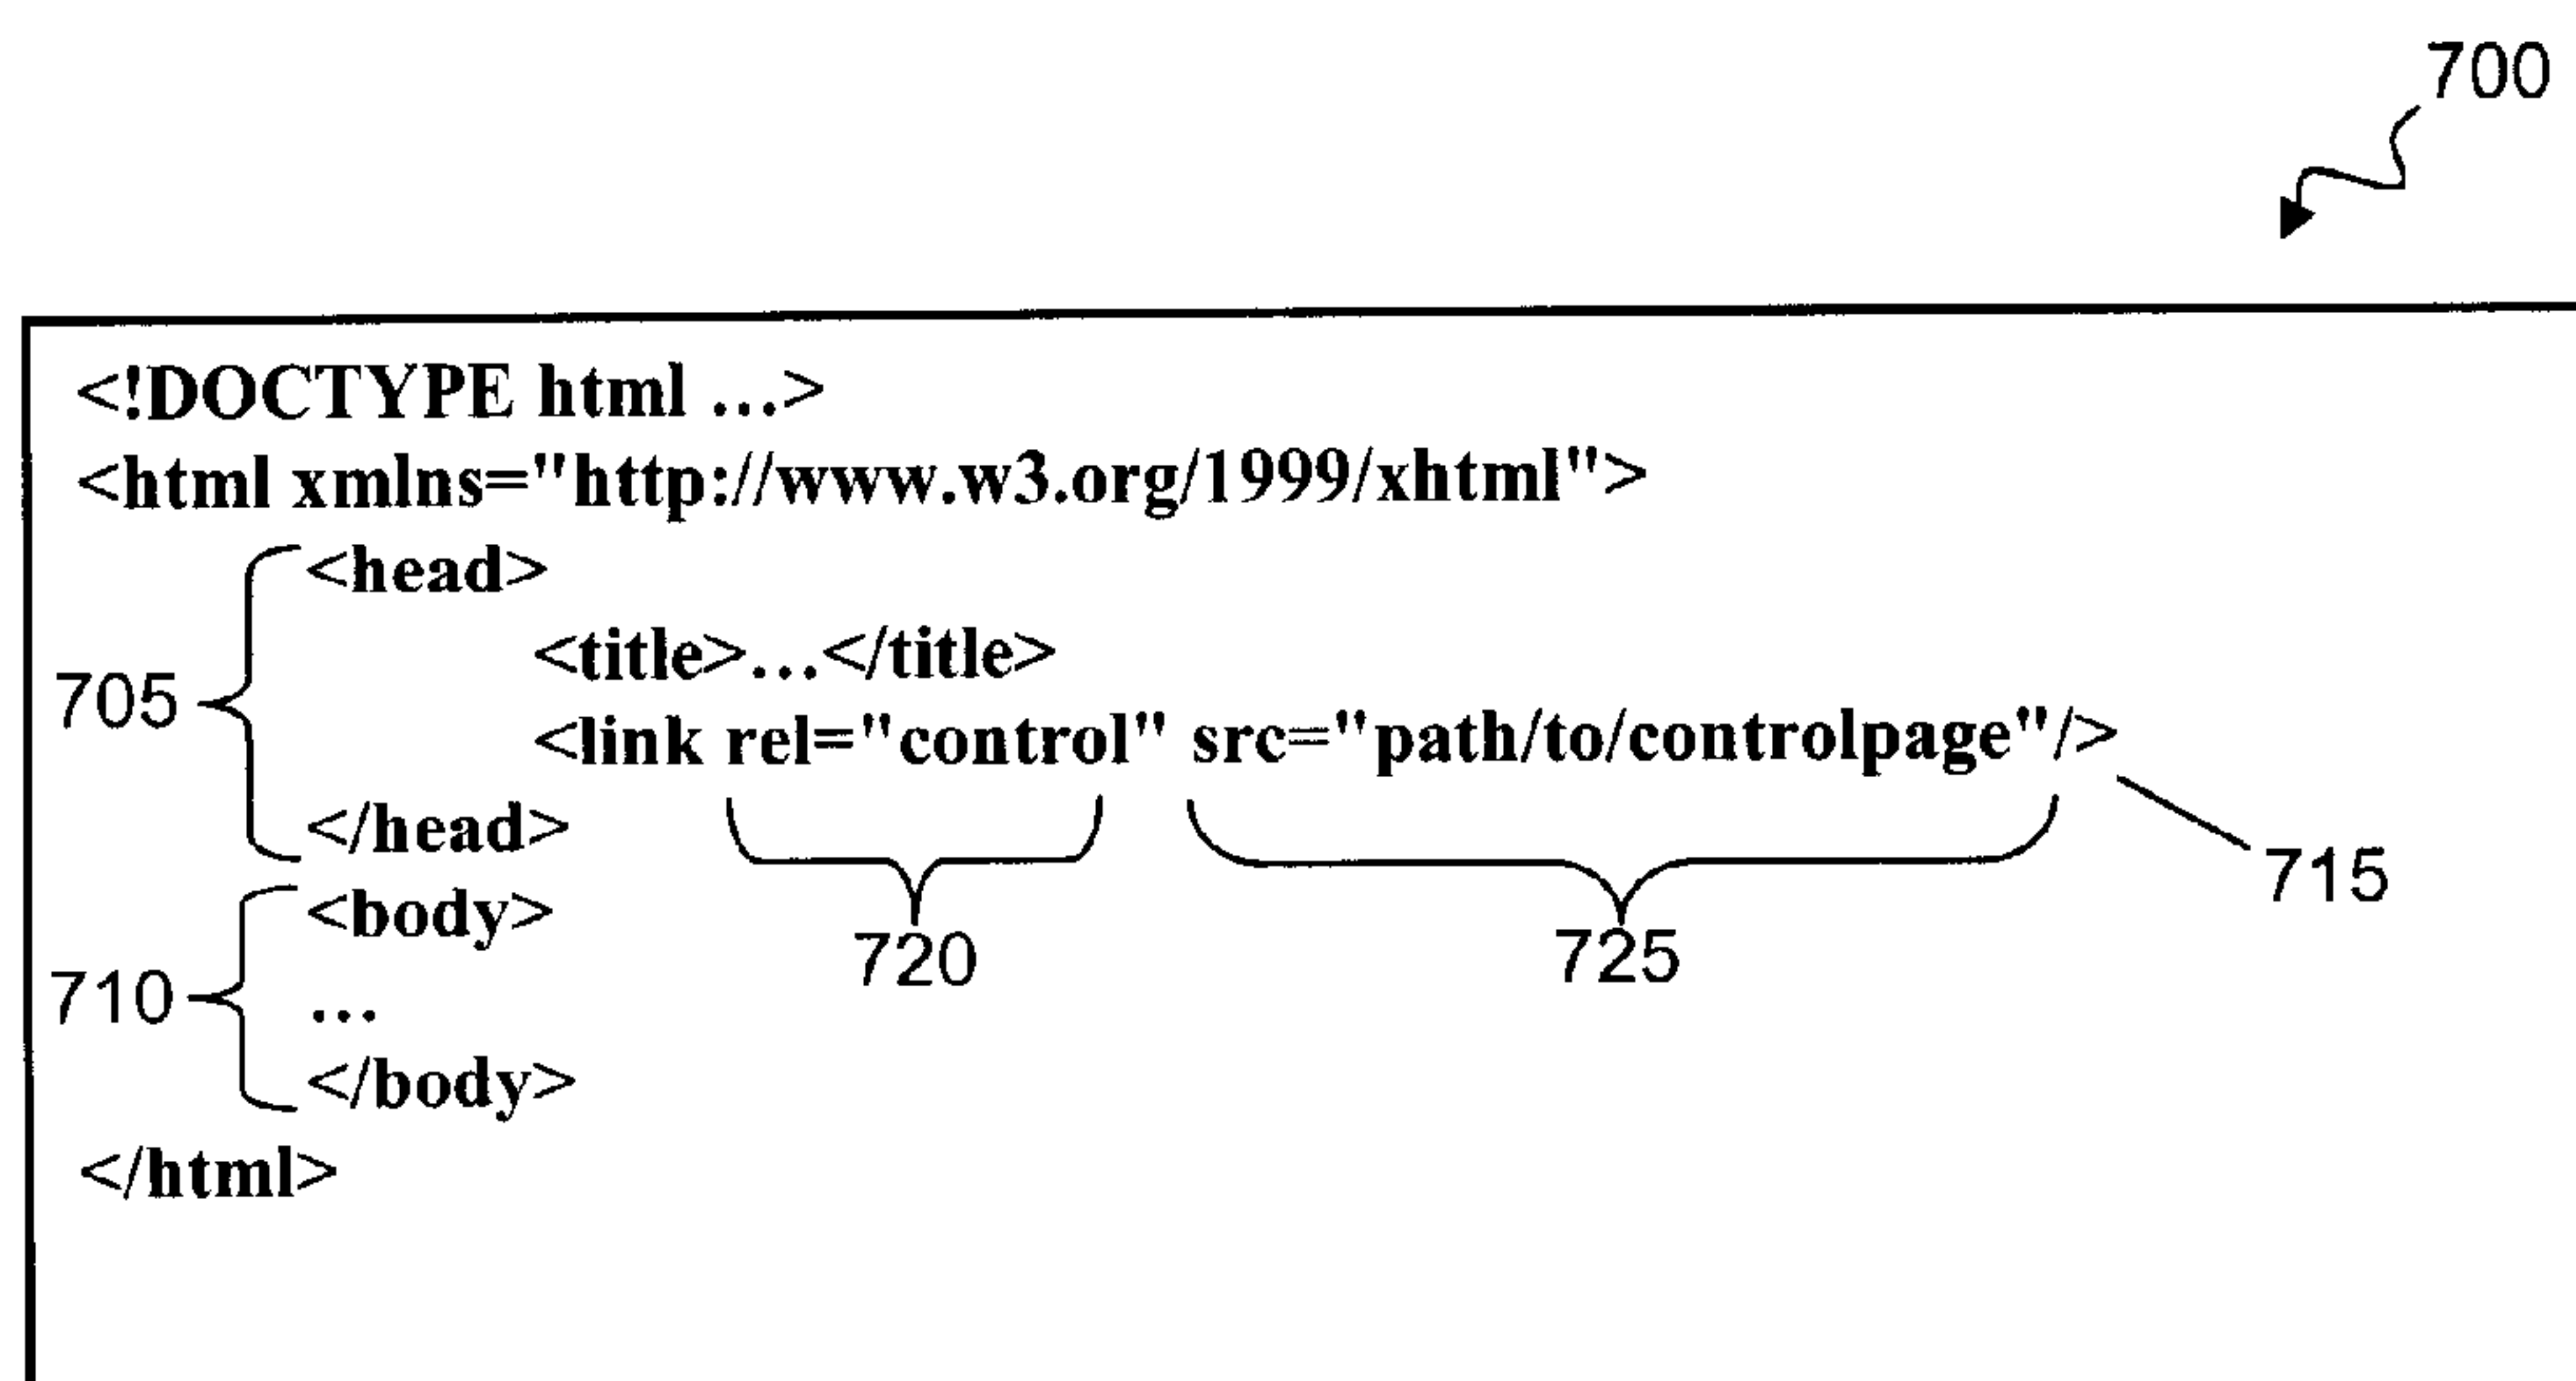 700
<!DOCTYPE html ...>
<html xmlns="http://www.w3.org/1999/xhtml">
<head>
<title>...</title>
705
<link rel="control" src="path/to/controlpage"/>
</head>
715
<body>
720
725
710
...
</body>
</html>